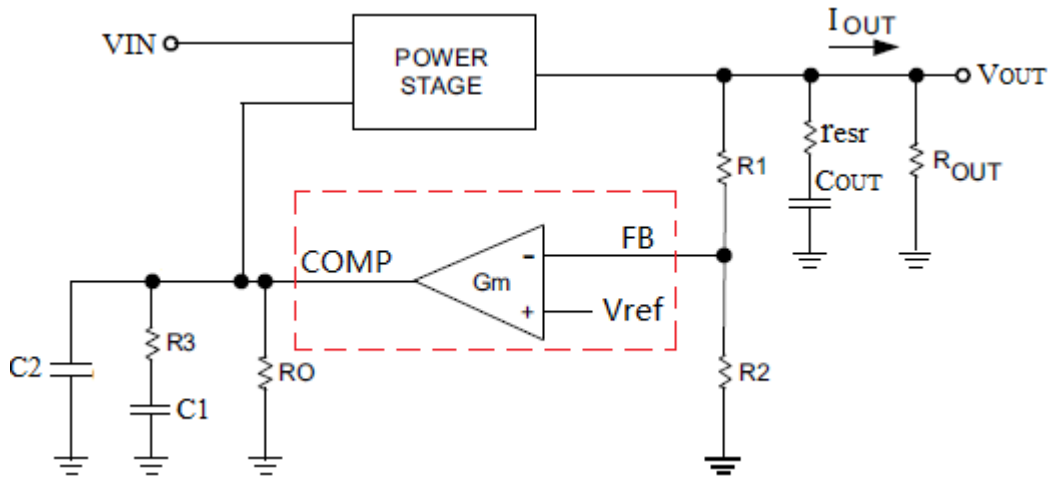 IOUT
VIN
POWER
STAGE
VOUT
R1
resr
COUT
ROUT
COMP
FB
Gm
-
+
Vref
C2
R3
C1
RO
R2